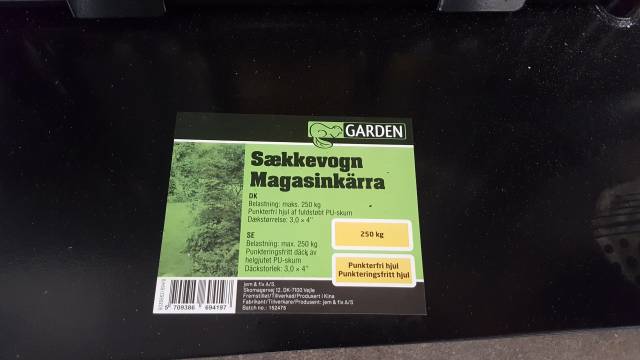 GARDEN
Sækkevogn
Magasinkärra
DK
Belastning: maks. 250 kg
Punkterfri hjul af fuldstøbt PU-skum
Dækstørrelse: 3,0 × 4"
SE
Belastning: max. 250 kg
Punkteringsfritt däck av
helgjutet PU-skum
Däckstorlek: 3,0 × 4"
250 kg
Punkterfri hjul
Punkteringsfritt hjul
jem & fix A/S.
Skomagervej 12, DK-7100 Vejle
Fremstillet/Tillverkad/Produsert i Kina
Fabrikant/Tillverkare/Produsent: jem & fix A/S
Batch no.: 152475
5 709386 694197